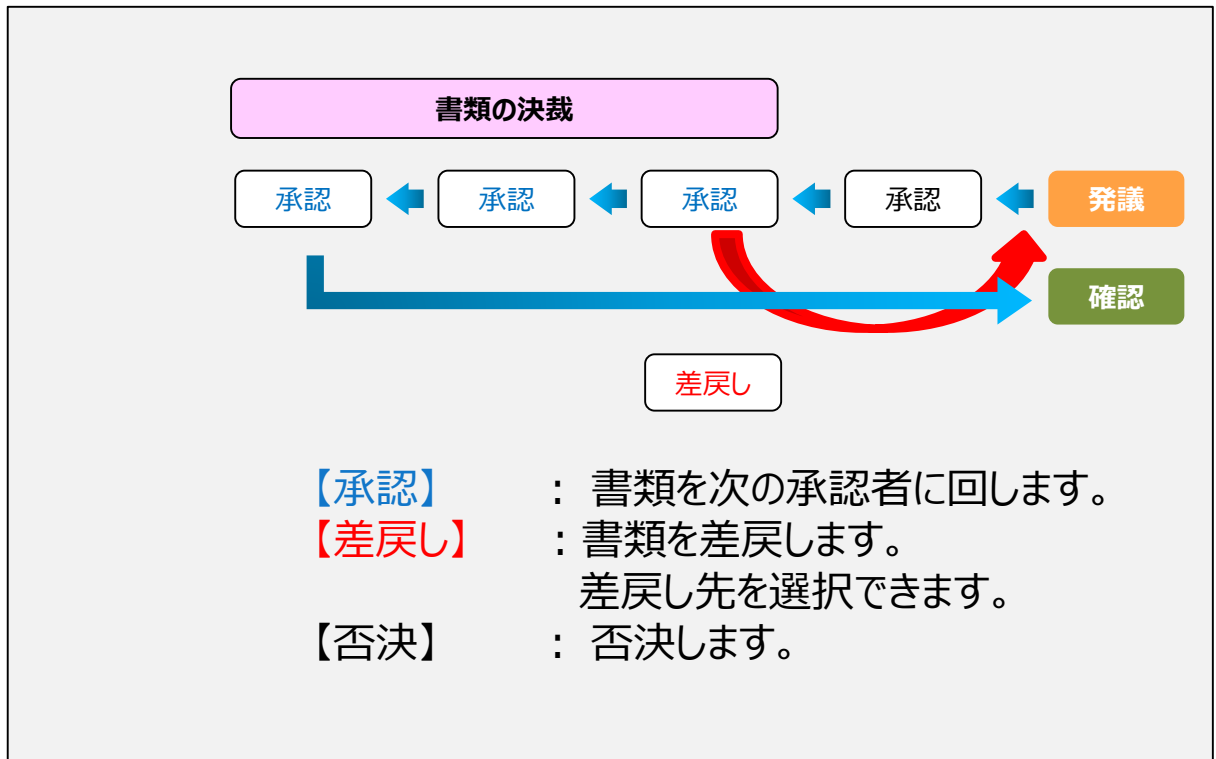 書類の決裁
承認 承認 承認 承認 発議
確認
差戻し
【承認】 ： 書類を次の承認者に回します。
【差戻し】 ：書類を差戻します。
差戻し先を選択できます。
【否決】 ： 否決します。